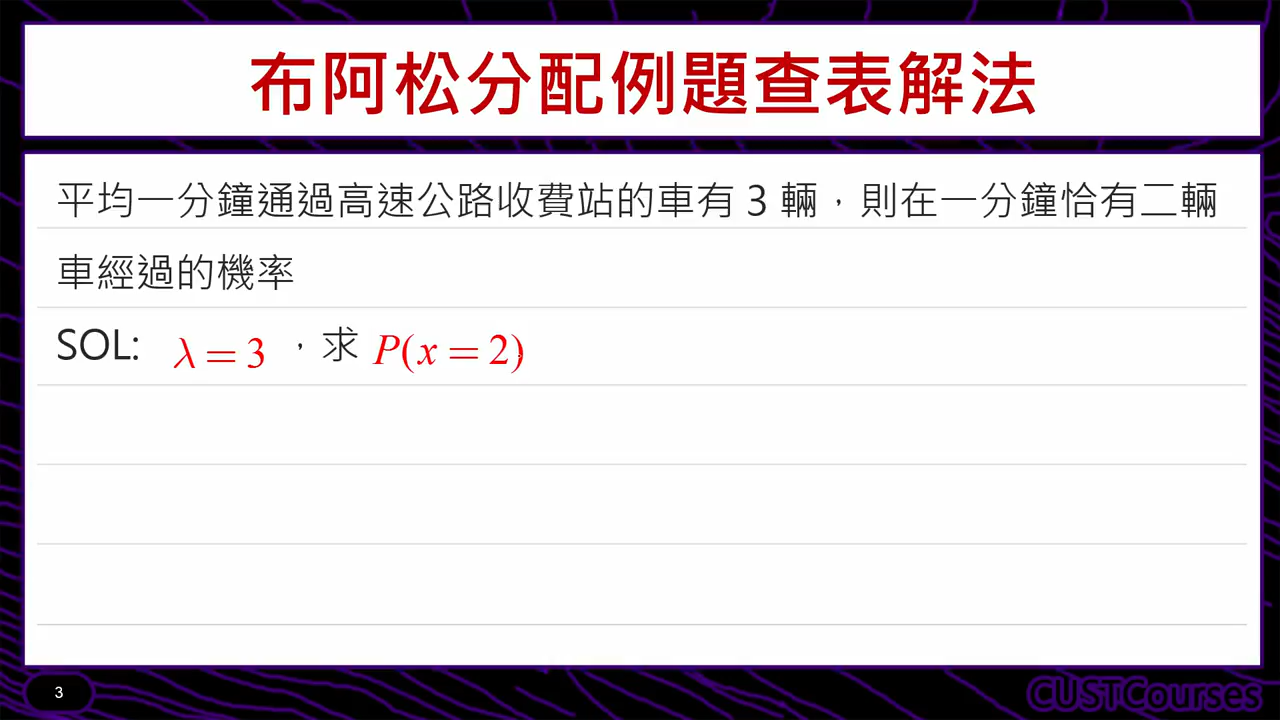 布阿松分配例題查表解法
平均一分鐘通過高速公路收費站的車有 3 輛，則在一分鐘恰有二輛
車經過的機率
SOL: λ = 3 ，求 P(x = 2)
3
CUSTCourses